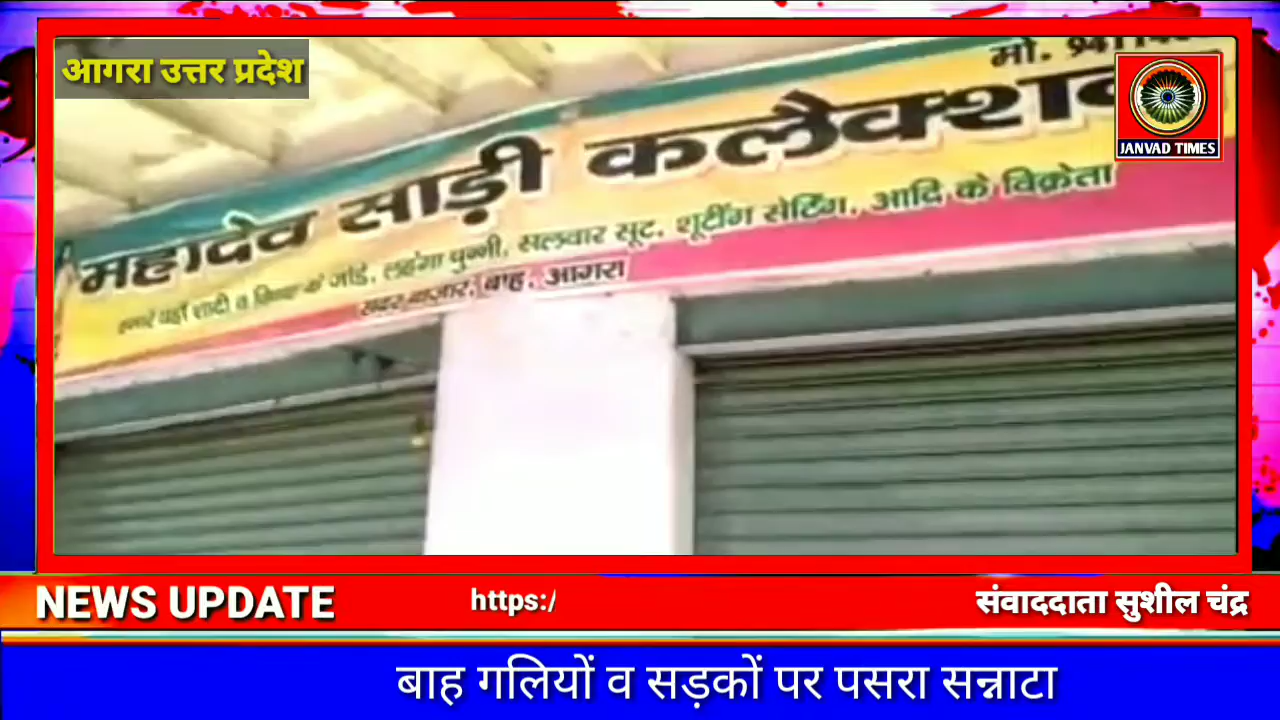 आगरा उत्तर प्रदेश
मो.
JANVAD TIMES
महादेव साड़ी कलैक्शन
हमारे यहाँ शादी व के जोड़े, लहंगा चुन्नी, सलवार सूट, शूटींग सेर्टिंग, आदि के विक्रेता
सदर बाजार, बाह, आगरा
NEWS UPDATE
https:/
संवाददाता सुशील चंद्र
बाह गलियों व सड़कों पर पसरा सन्नाटा